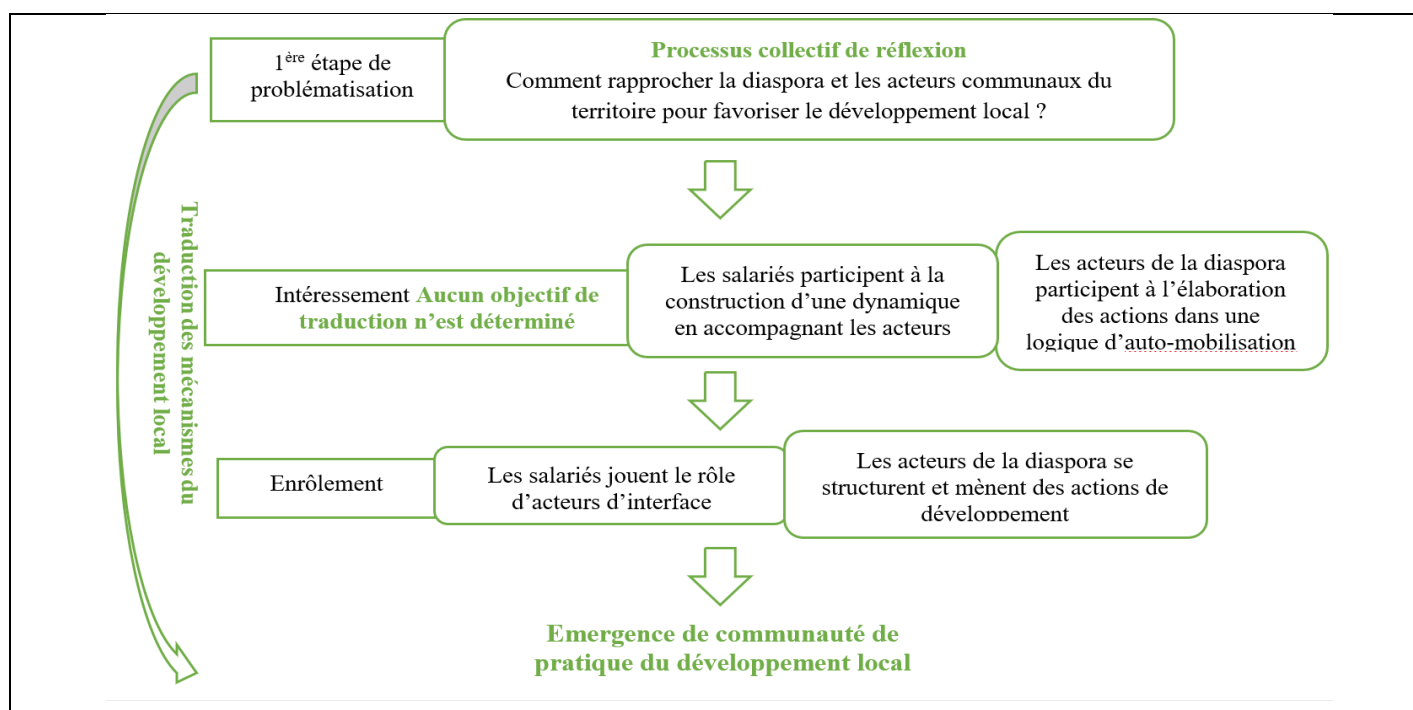 1ère étape de
problématisation
Processus collectif de réflexion
Comment rapprocher la diaspora et les acteurs communaux du
territoire pour favoriser le développement local ?
Traduction des mécanismes du
développement local
Intéressement Aucun objectif de
traduction n’est déterminé
Les salariés participent à la
construction d’une dynamique
en accompagnant les acteurs
Les acteurs de la diaspora
participent à l’élaboration
des actions dans une
logique d’auto-mobilisation
Enrôlement
Les salariés jouent le rôle
d’acteurs d’interface
Les acteurs de la diaspora se
structurent et mènent des actions de
développement
Emergence de communauté de
pratique du développement local